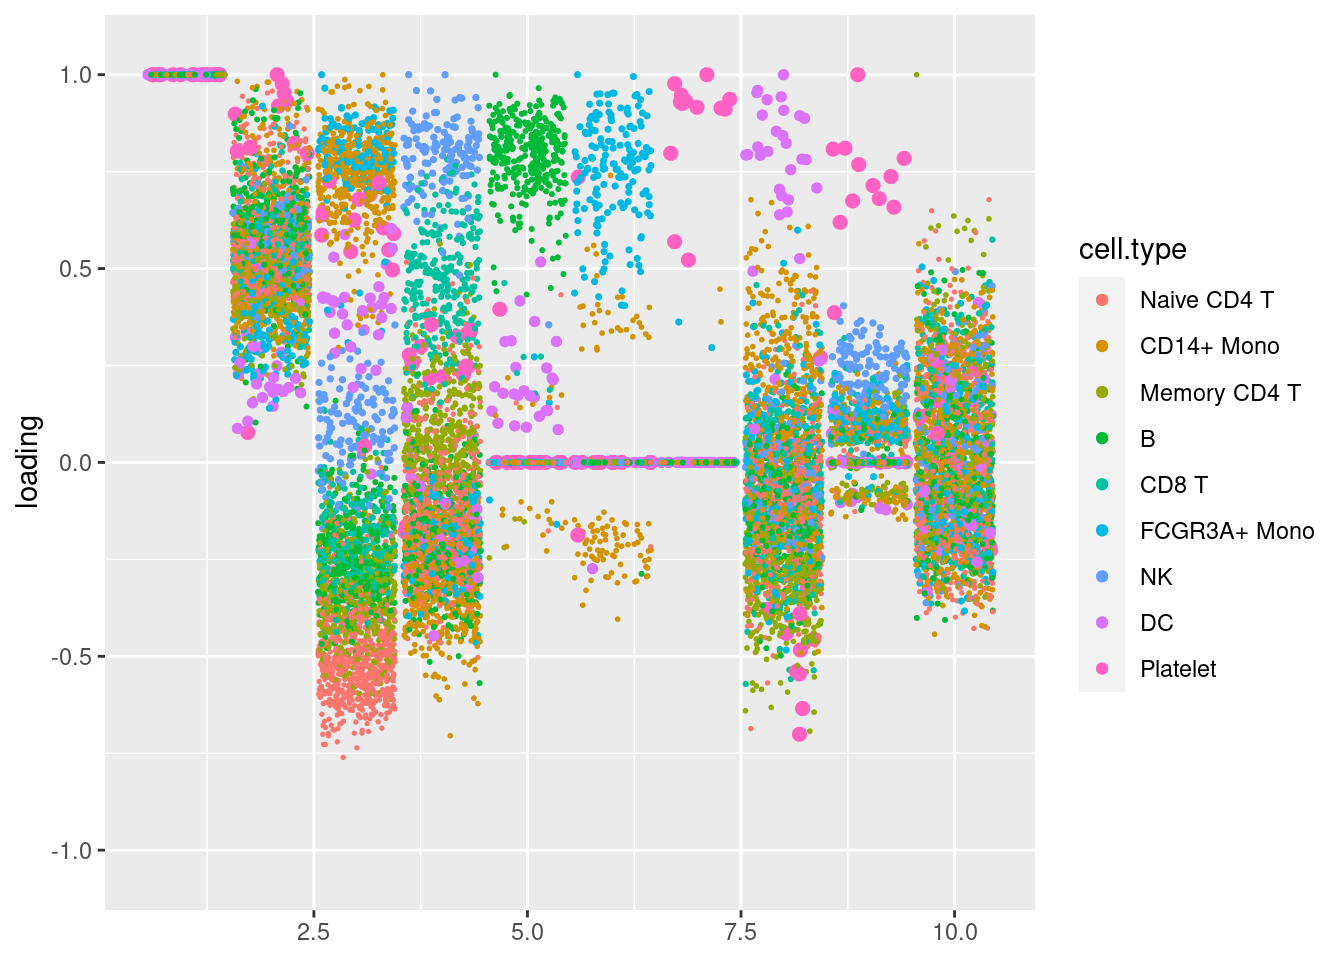 loading
1.0
0.5
0.0
-0.5
-1.0
2.5
5.0
7.5
10.0
cell.type
Naive CD4 T
CD14+ Mono
Memory CD4 T
B
CD8 T
FCGR3A+ Mono
NK
DC
Platelet